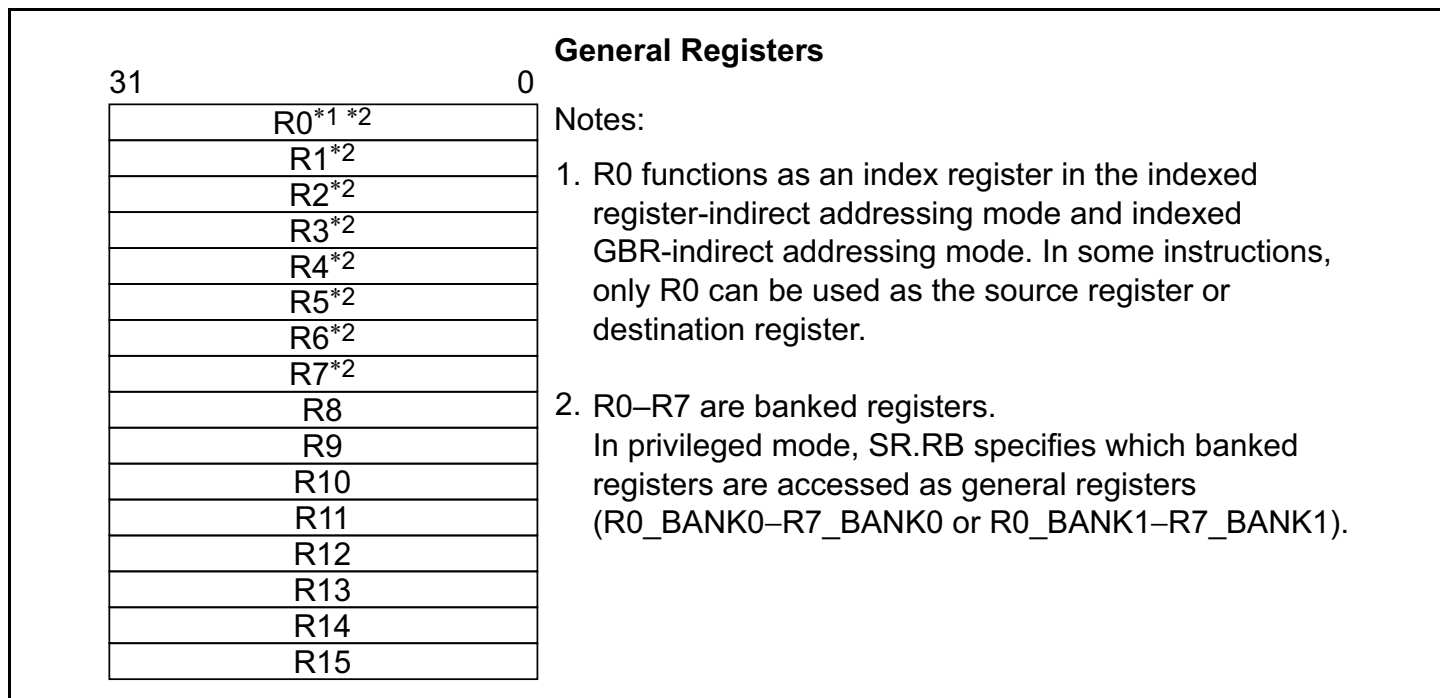 General Registers
31 0
R0*1 *2
R1*2
R2*2
R3*2
R4*2
R5*2
R6*2
R7*2
R8
R9
R10
R11
R12
R13
R14
R15
Notes:
1. R0 functions as an index register in the indexed
register-indirect addressing mode and indexed
GBR-indirect addressing mode. In some instructions,
only R0 can be used as the source register or
destination register.
2. R0–R7 are banked registers.
In privileged mode, SR.RB specifies which banked
registers are accessed as general registers
(R0_BANK0–R7_BANK0 or R0_BANK1–R7_BANK1).